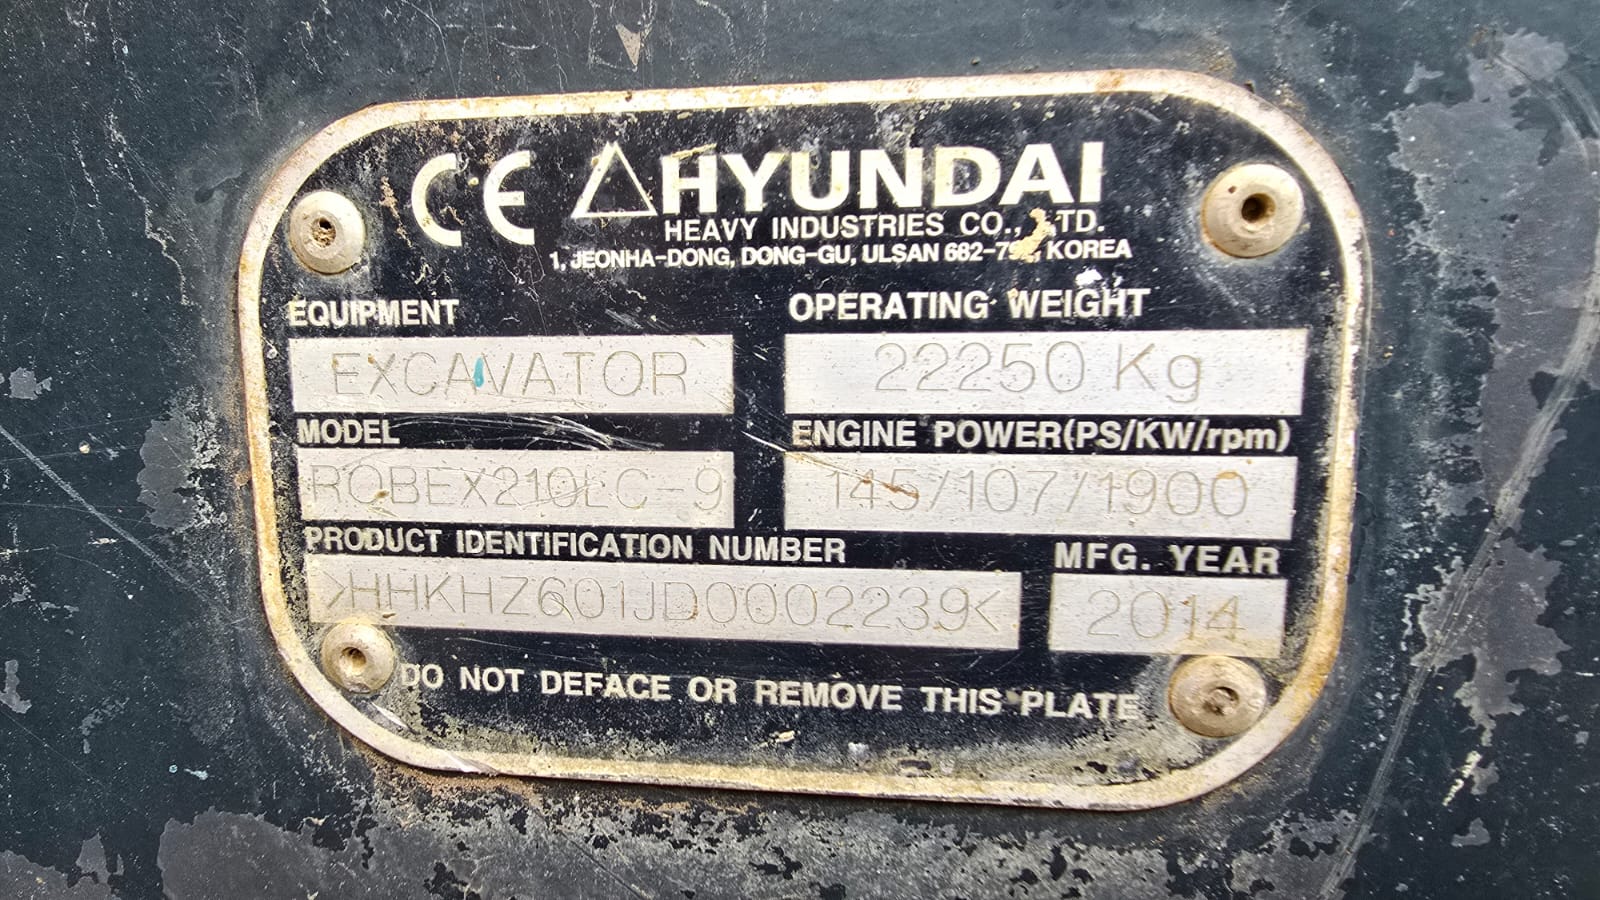 CE HYUNDAI
HEAVY INDUSTRIES CO., LTD.
1, JEONHA-DONG, DONG-GU, ULSAN 682-792, KOREA
EQUIPMENT
EXCAVATOR
OPERATING WEIGHT
22250 Kg
MODEL
ROBEX210LC-9
ENGINE POWER(PS/KW/rpm)
145/107/1900
PRODUCT IDENTIFICATION NUMBER
>HHKHZ601JD0002239<
MFG. YEAR
2014
DO NOT DEFACE OR REMOVE THIS PLATE